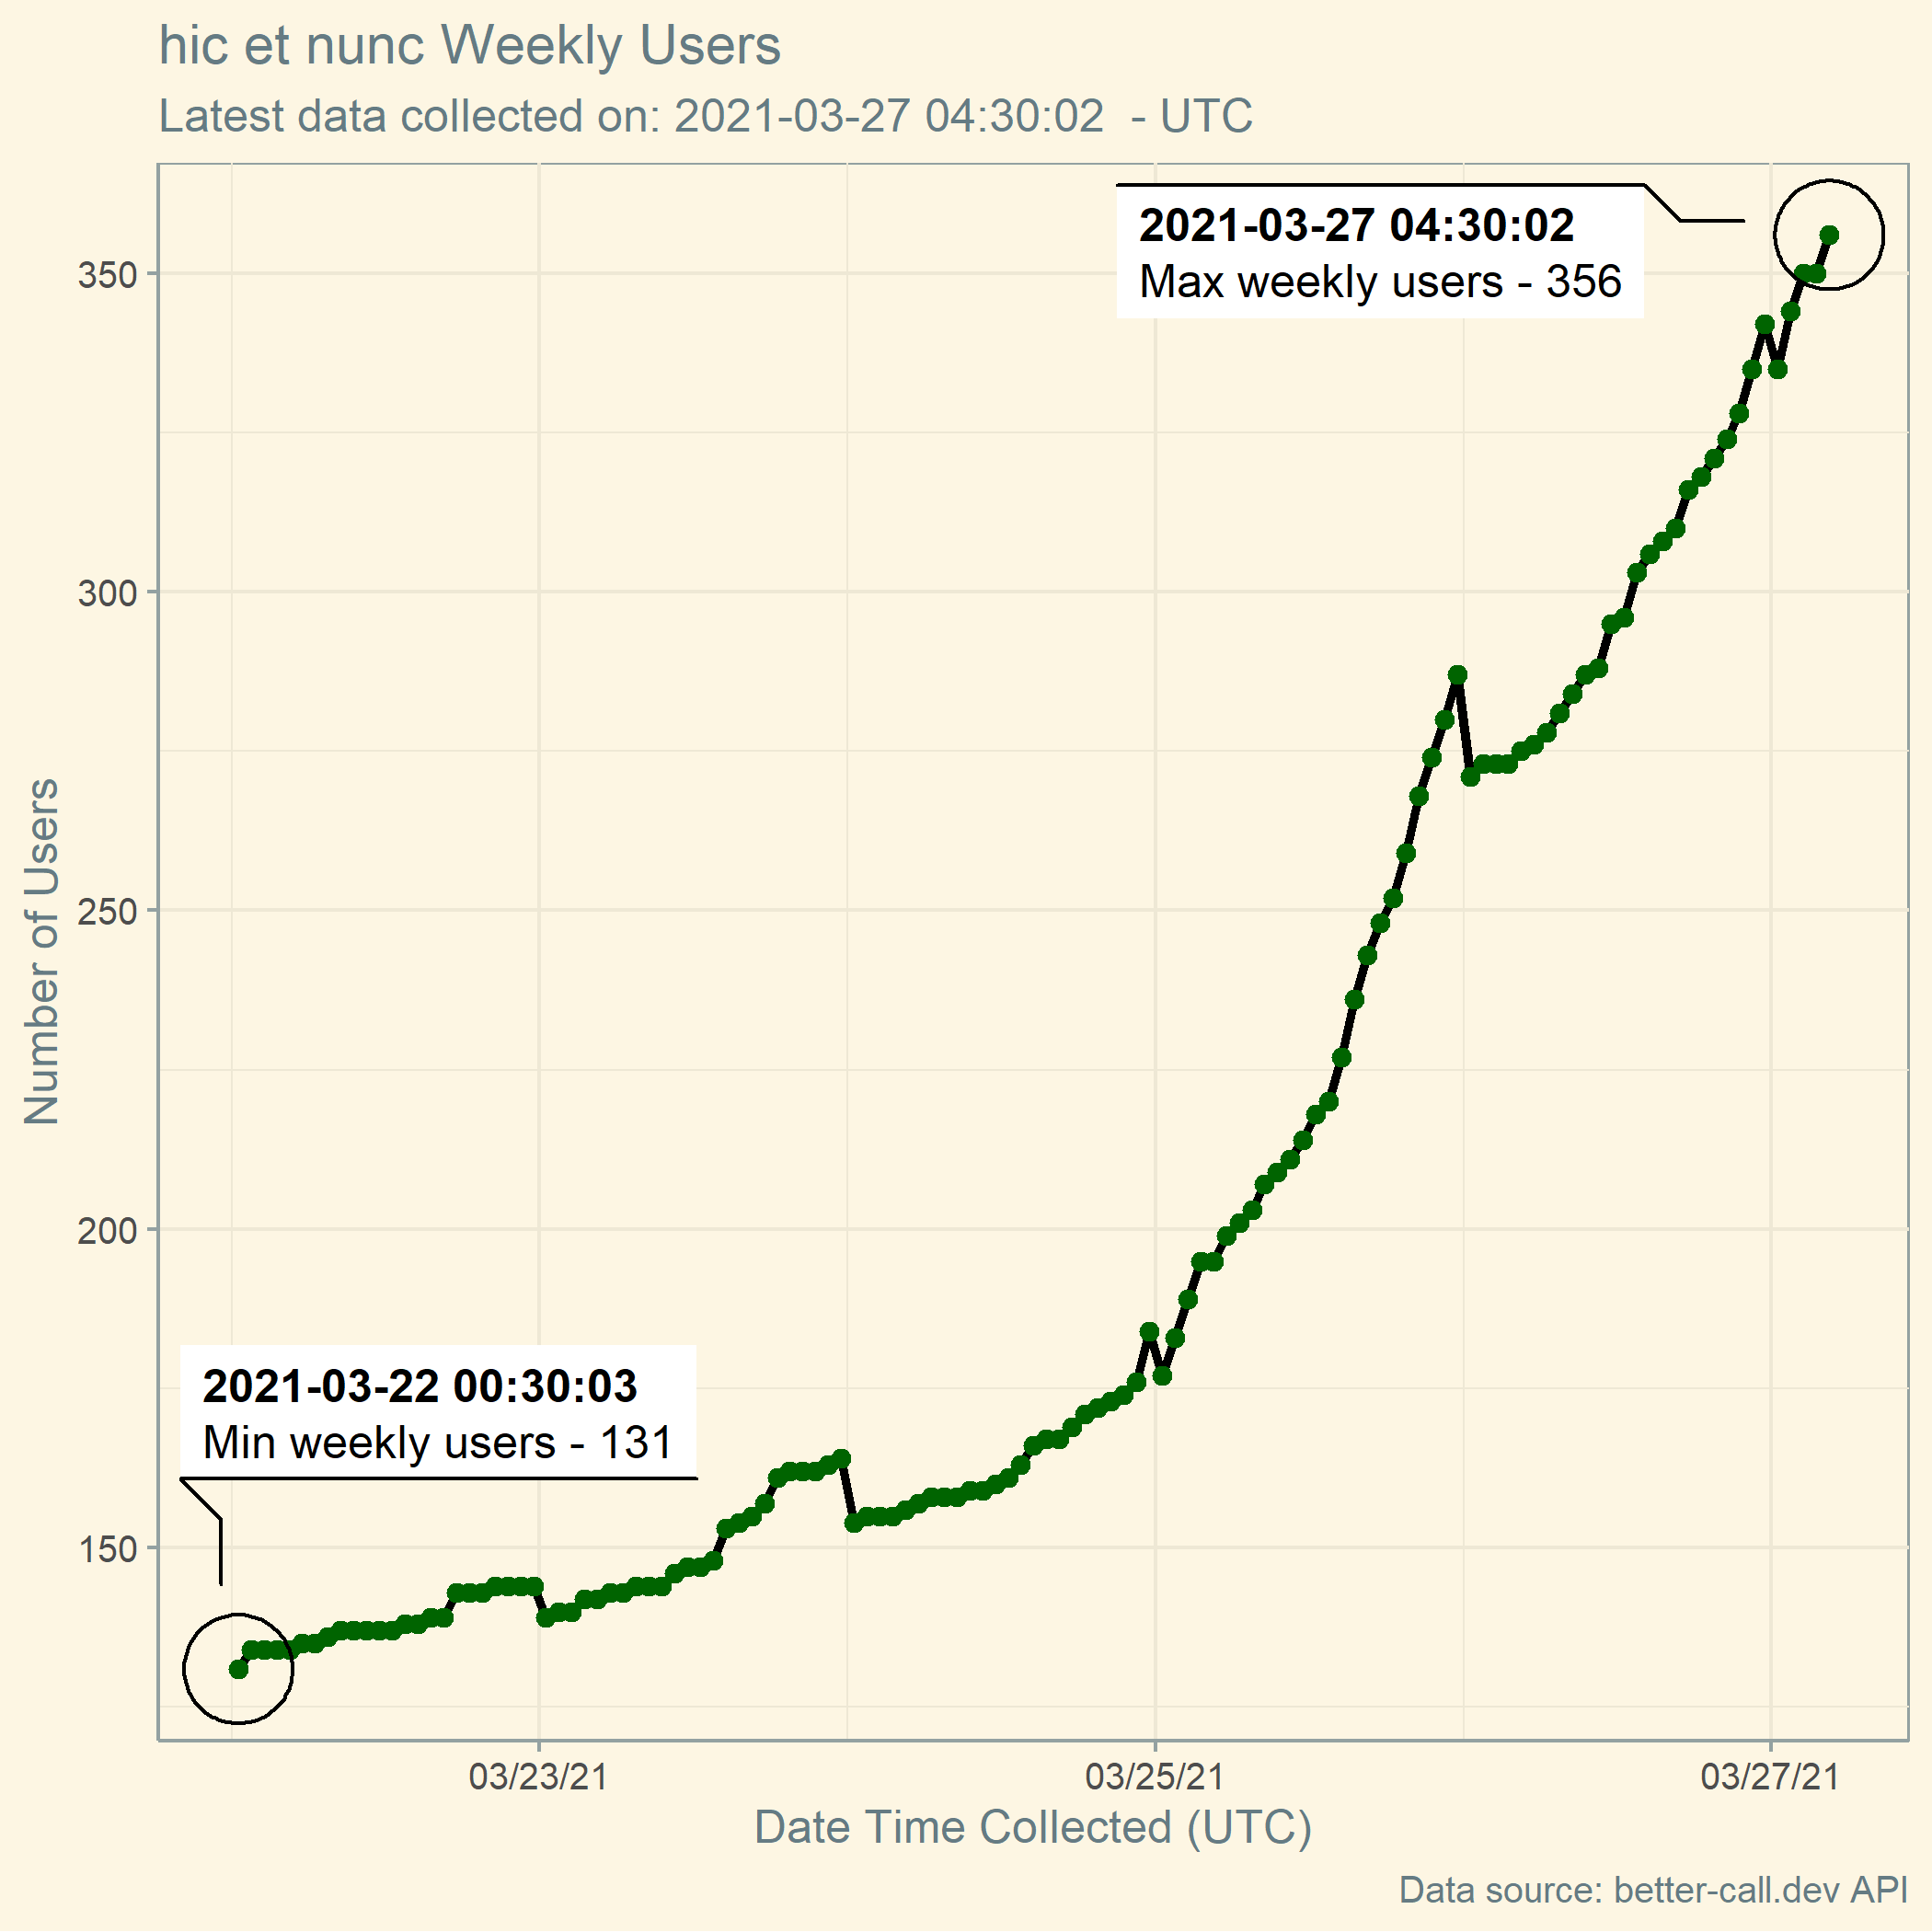 hic et nunc Weekly Users
Latest data collected on: 2021-03-27 04:30:02  - UTC
2021-03-27 04:30:02
Max weekly users - 356
350
300
250
200
150
Number of Users
2021-03-22 00:30:03
Min weekly users - 131
03/23/21
03/25/21
03/27/21
Date Time Collected (UTC)
Data source: better-call.dev API